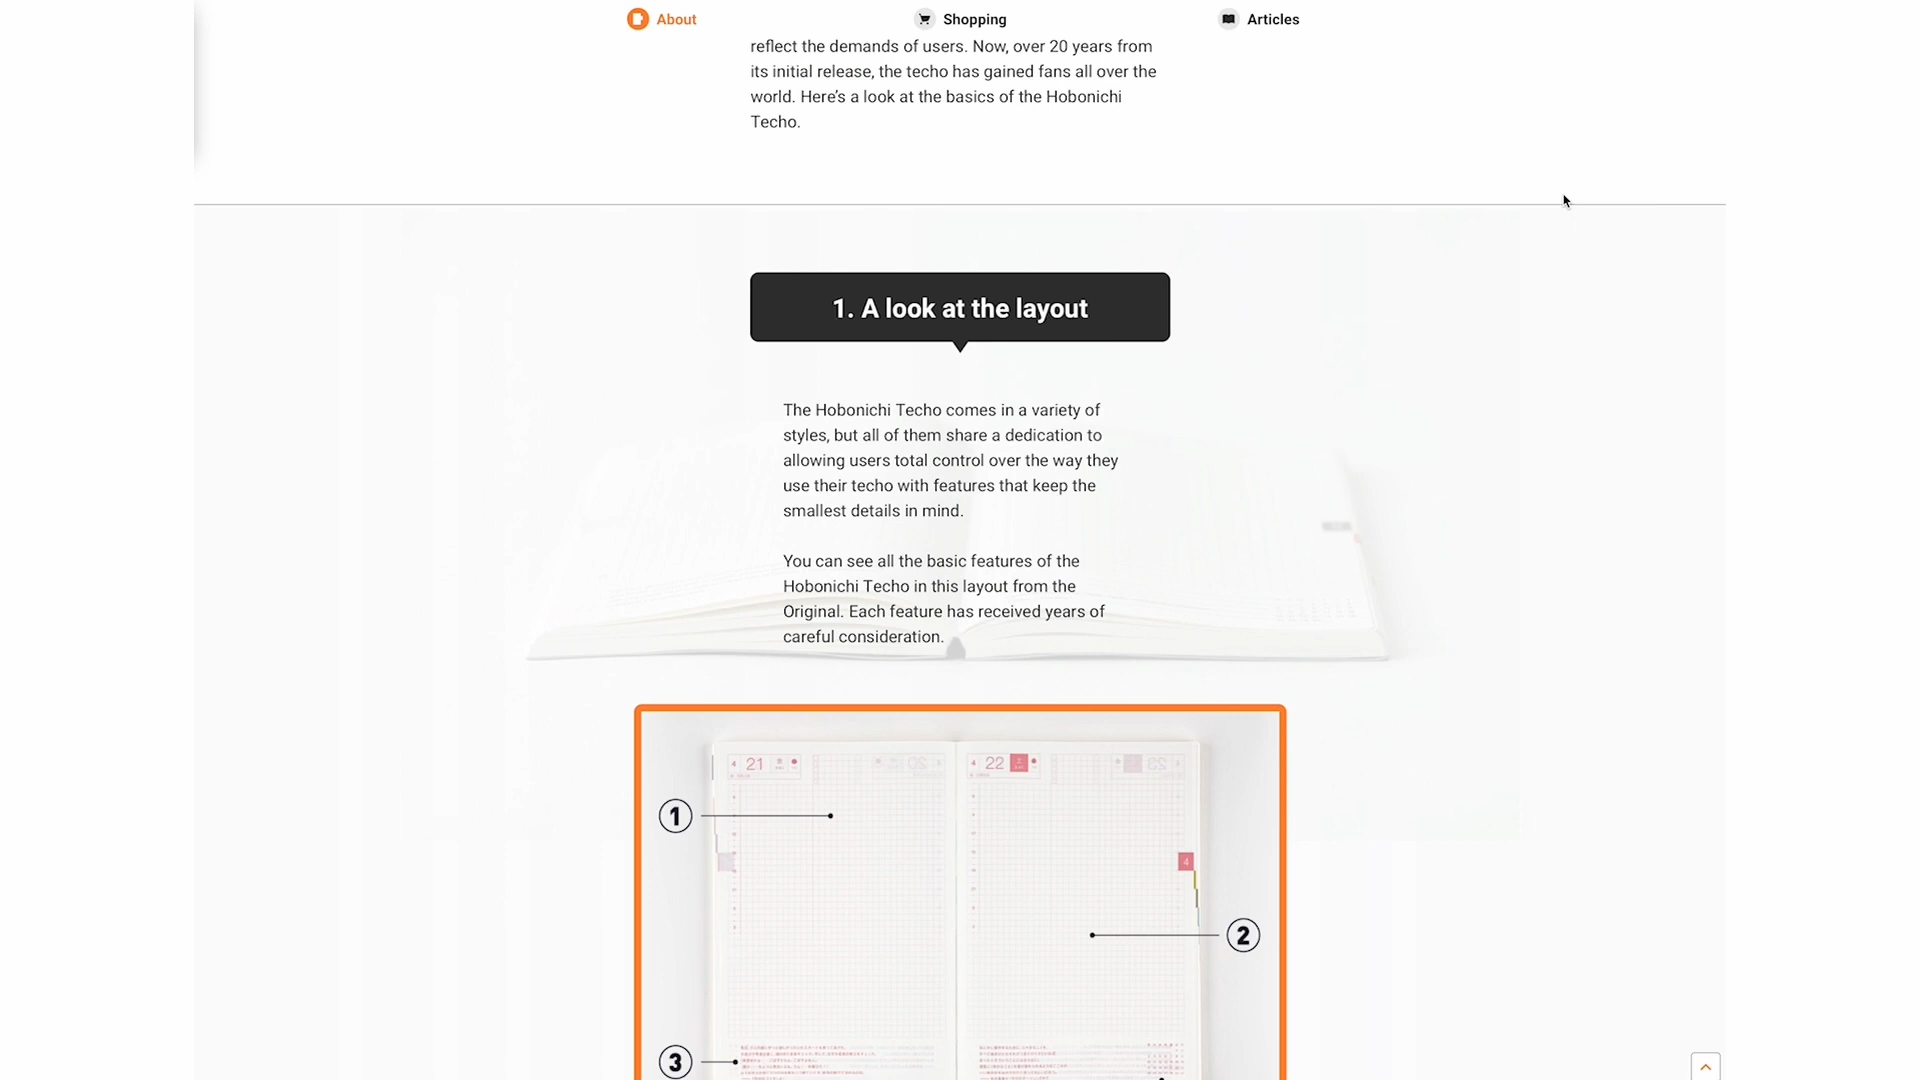 About
Shopping
Articles
reflect the demands of users. Now, over 20 years from
its initial release, the techo has gained fans all over the
world. Here’s a look at the basics of the Hobonichi
Techo.
1. A look at the layout
The Hobonichi Techo comes in a variety of
styles, but all of them share a dedication to
allowing users total control over the way they
use their techo with features that keep the
smallest details in mind.
You can see all the basic features of the
Hobonichi Techo in this layout from the
Original. Each feature has received years of
careful consideration.
4 21
4 22
①
4
②
③